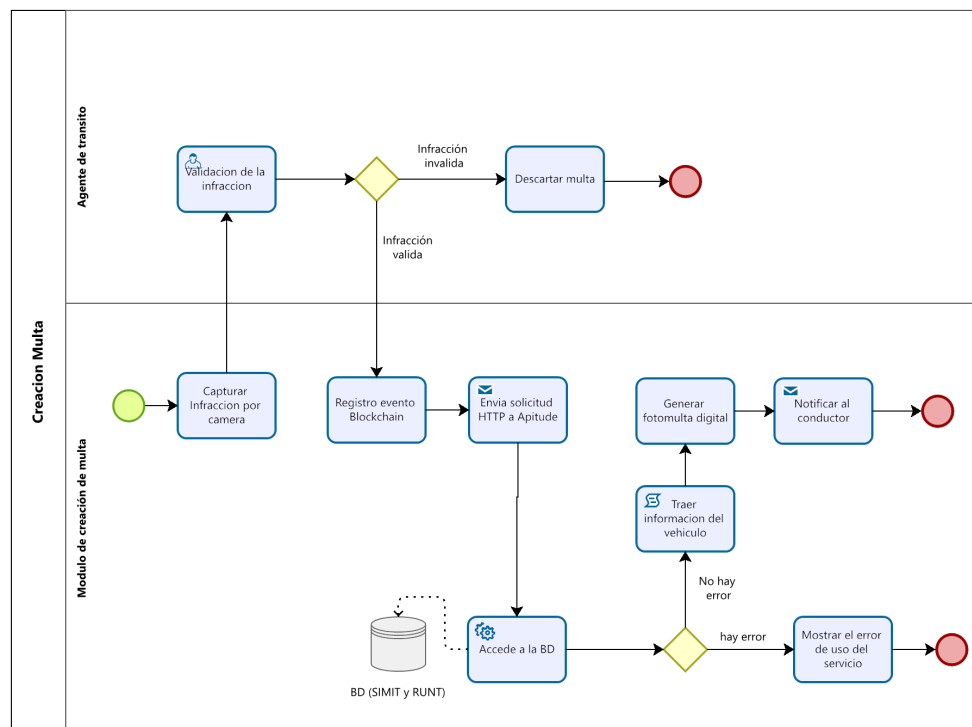 Creacion Multa
Agente de transito
Validacion de la
infraccion
Infracción
invalida
Descartar multa
Infracción
valida
Modulo de creación de multa
Capturar
Infraccion por
camera
Registro evento
Blockchain
Envia solicitud
HTTP a Apitude
Generar
fotomulta digital
Notificar al
conductor
Traer
informacion del
vehiculo
No hay
error
BD (SIMIT y RUNT)
Accede a la BD
hay error
Mostrar el error
de uso del
servicio